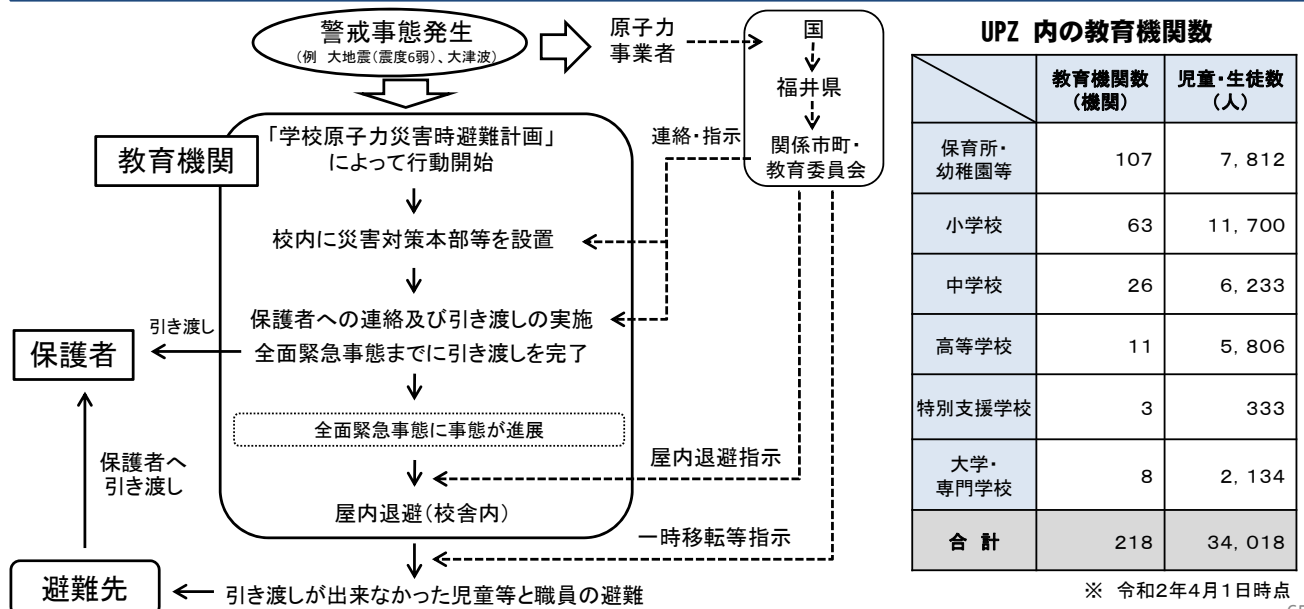 警戒事態発生
(例 大地震(震度6弱)、大津波)
原子力
事業者
国
福井県
関係市町・
教育委員会
連絡・指示
教育機関
「学校原子力災害時避難計画」
によって行動開始
校内に災害対策本部等を設置
保護者への連絡及び引き渡しの実施
全面緊急事態までに引き渡しを完了
引き渡し
保護者
全面緊急事態に事態が進展
屋内退避指示
屋内退避(校舎内)
一時移転等指示
保護者へ
引き渡し
避難先
引き渡しが出来なかった児童等と職員の避難
UPZ 内の教育機関数
教育機関数
(機関)
児童・生徒数
(人)
保育所・
幼稚園等
107
7,812
小学校
63
11,700
中学校
26
6,233
高等学校
11
5,806
特別支援学校
3
333
大学・
専門学校
8
2,134
合 計
218
34,018
※ 令和2年4月1日時点